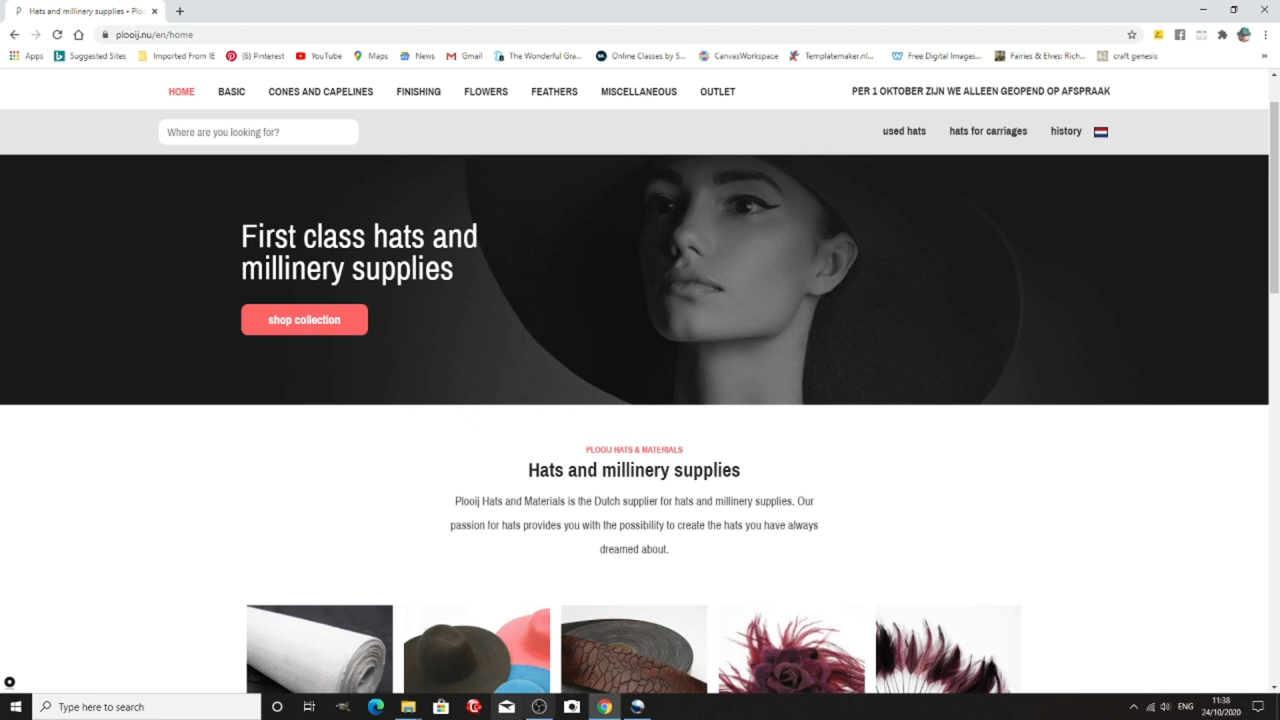 Hats and millinery supplies • Ploo
plooij.nu/en/home
Apps Suggested Sites Imported From IE (6) Pinterest YouTube Maps News Gmail The Wonderful Gra... Online Classes by S... CanvasWorkspace Templatemaker.nl... Free Digital Images... Fairies & Elves: Rich... craft genesis
HOME BASIC CONES AND CAPELINES FINISHING FLOWERS FEATHERS MISCELLANEOUS OUTLET PER 1 OKTOBER ZIJN WE ALLEEN GEOPEND OP AFSPRAAK
Where are you looking for? used hats hats for carriages history
First class hats and
millinery supplies
shop collection
PLOOIJ HATS & MATERIALS
Hats and millinery supplies
Plooij Hats and Materials is the Dutch supplier for hats and millinery supplies. Our
passion for hats provides you with the possibility to create the hats you have always
dreamed about.
Type here to search
ENG
11:38
24/10/2020